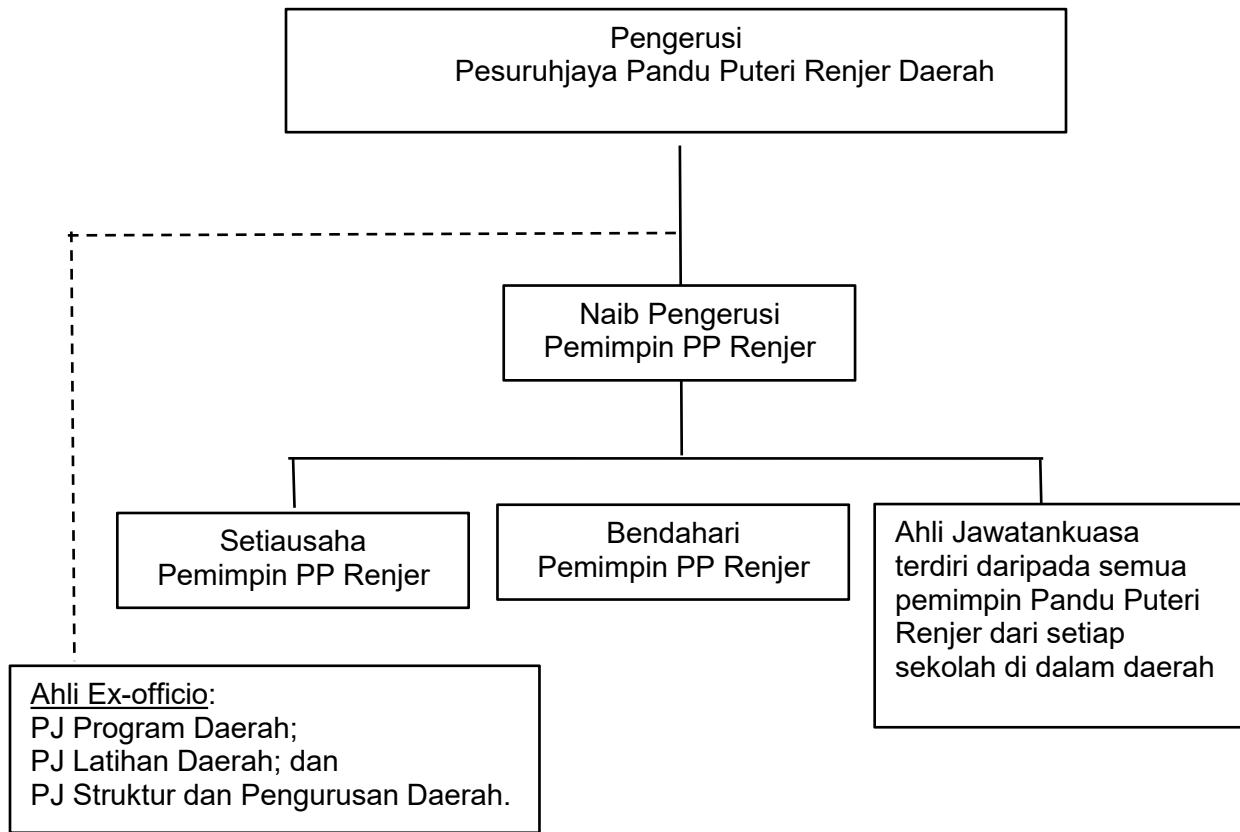 Pengerusi
Pesuruhjaya Pandu Puteri Renjer Daerah
Naib Pengerusi
Pemimpin PP Renjer
Setiausaha
Pemimpin PP Renjer
Bendahari
Pemimpin PP Renjer
Ahli Jawatankuasa
terdiri daripada semua
pemimpin Pandu Puteri
Renjer dari setiap
sekolah di dalam daerah
Ahli Ex-officio:
PJ Program Daerah;
PJ Latihan Daerah; dan
PJ Struktur dan Pengurusan Daerah.